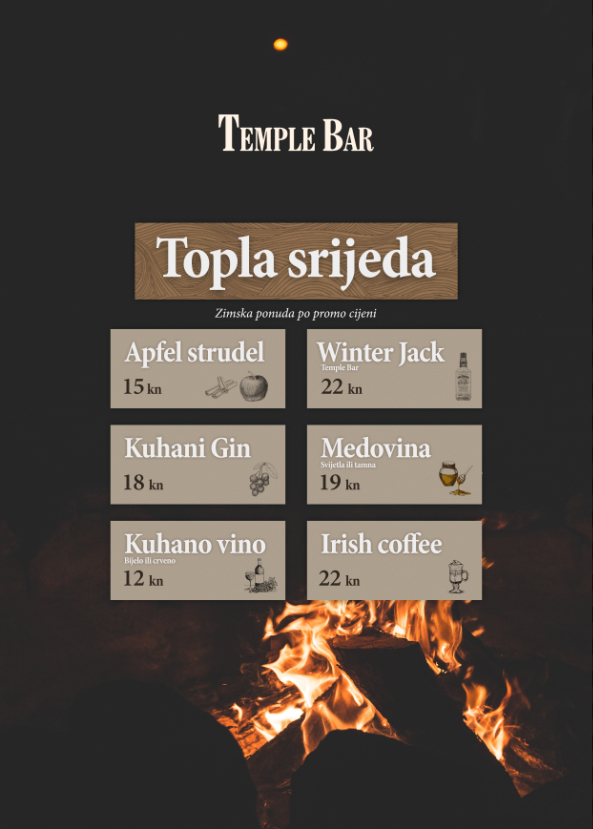 TEMPLE BAR
Topla srijeda
Zimska ponuda po promo cijeni
Apfel strudel
15 kn
Winter Jack
Temple Bar
22 kn
Kuhani Gin
18 kn
Medovina
Svijetla ili tamna
19 kn
Kuhano vino
Bijelo ili crveno
12 kn
Irish coffee
22 kn